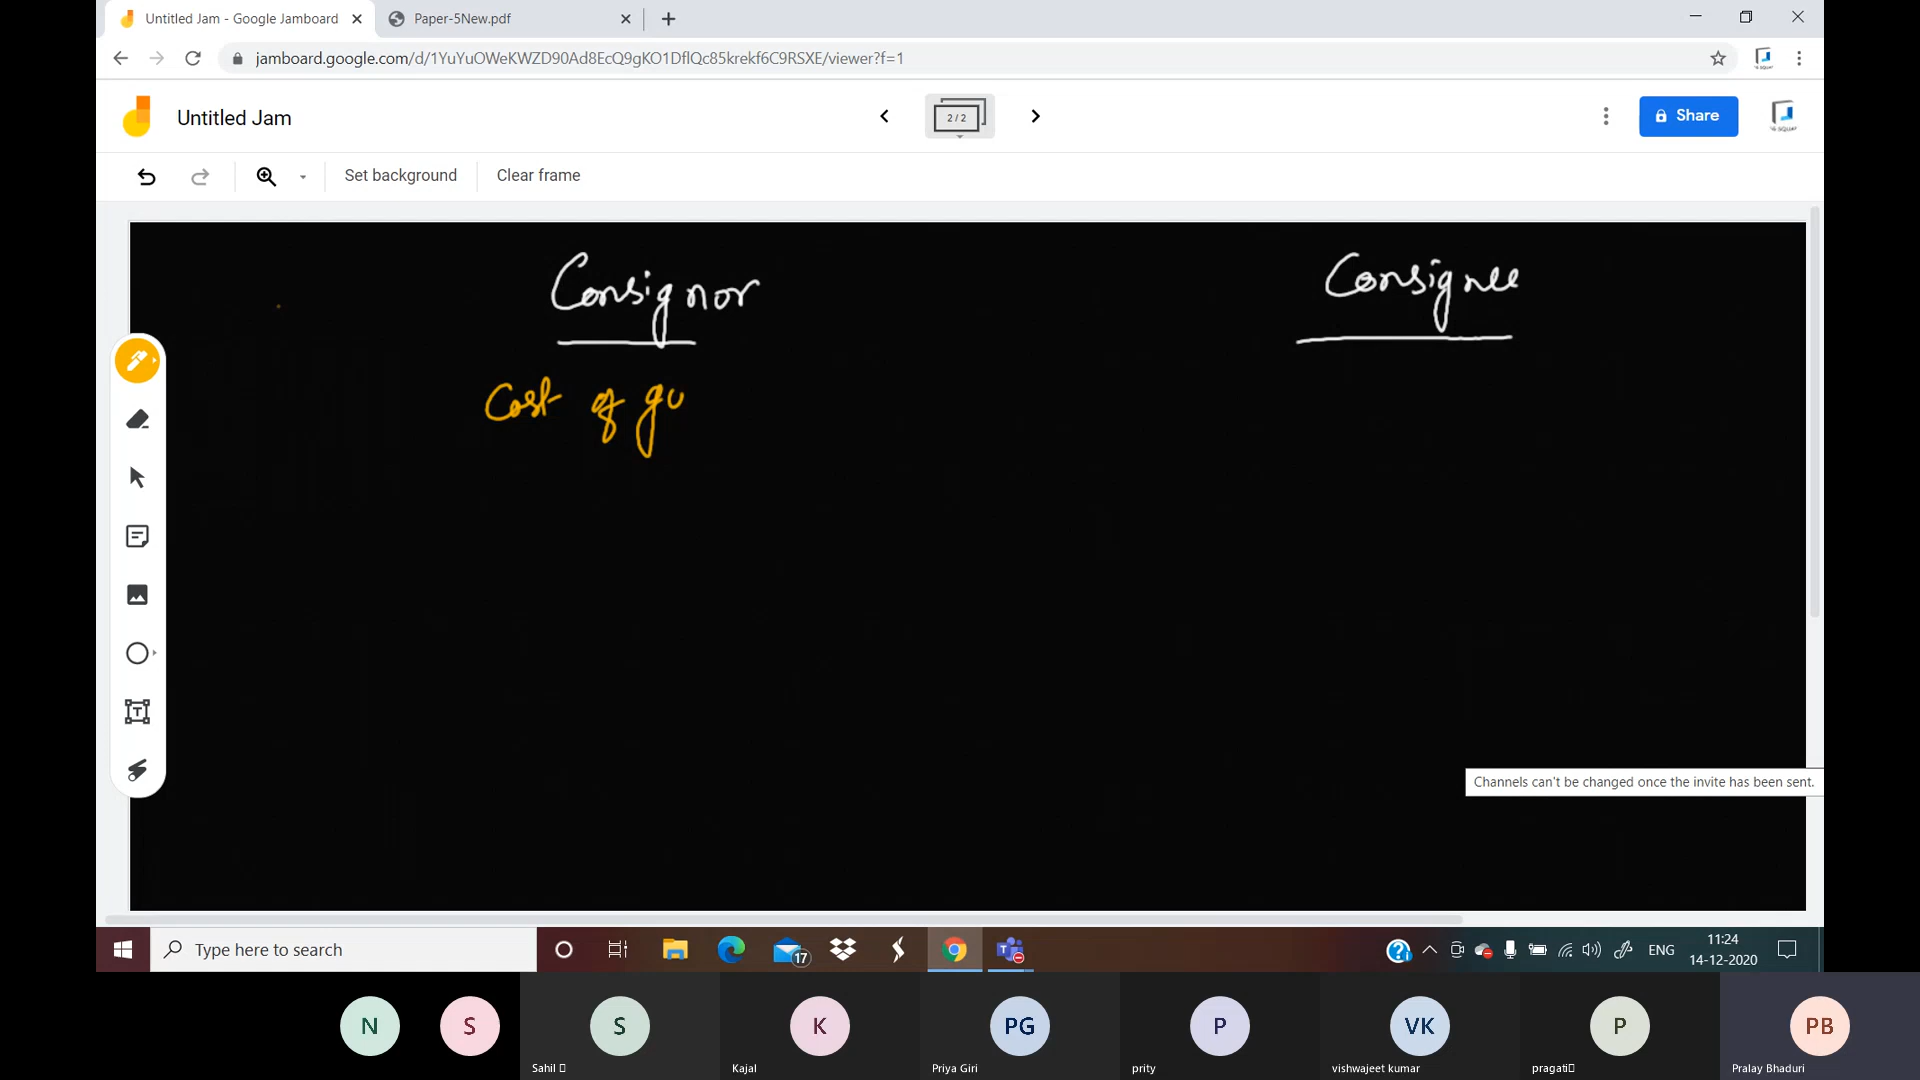 Untitled Jam - Google Jamboard
Paper-5New.pdf
jamboard.google.com/d/1YuYuOWeKWZD90Ad8EcQ9gKO1DflQc85krekf6C9RSXE/viewer?f=1
Untitled Jam
2 / 2
Share
Set background
Clear frame
Consignor
Consignee
Cost of go
Channels can't be changed once the invite has been sent.
Type here to search
17
ENG
11:24
14-12-2020
N
S
S
K
PG
P
VK
P
PB
Sahil
Kajal
Priya Giri
prity
vishwajeet kumar
pragati
Pralay Bhaduri